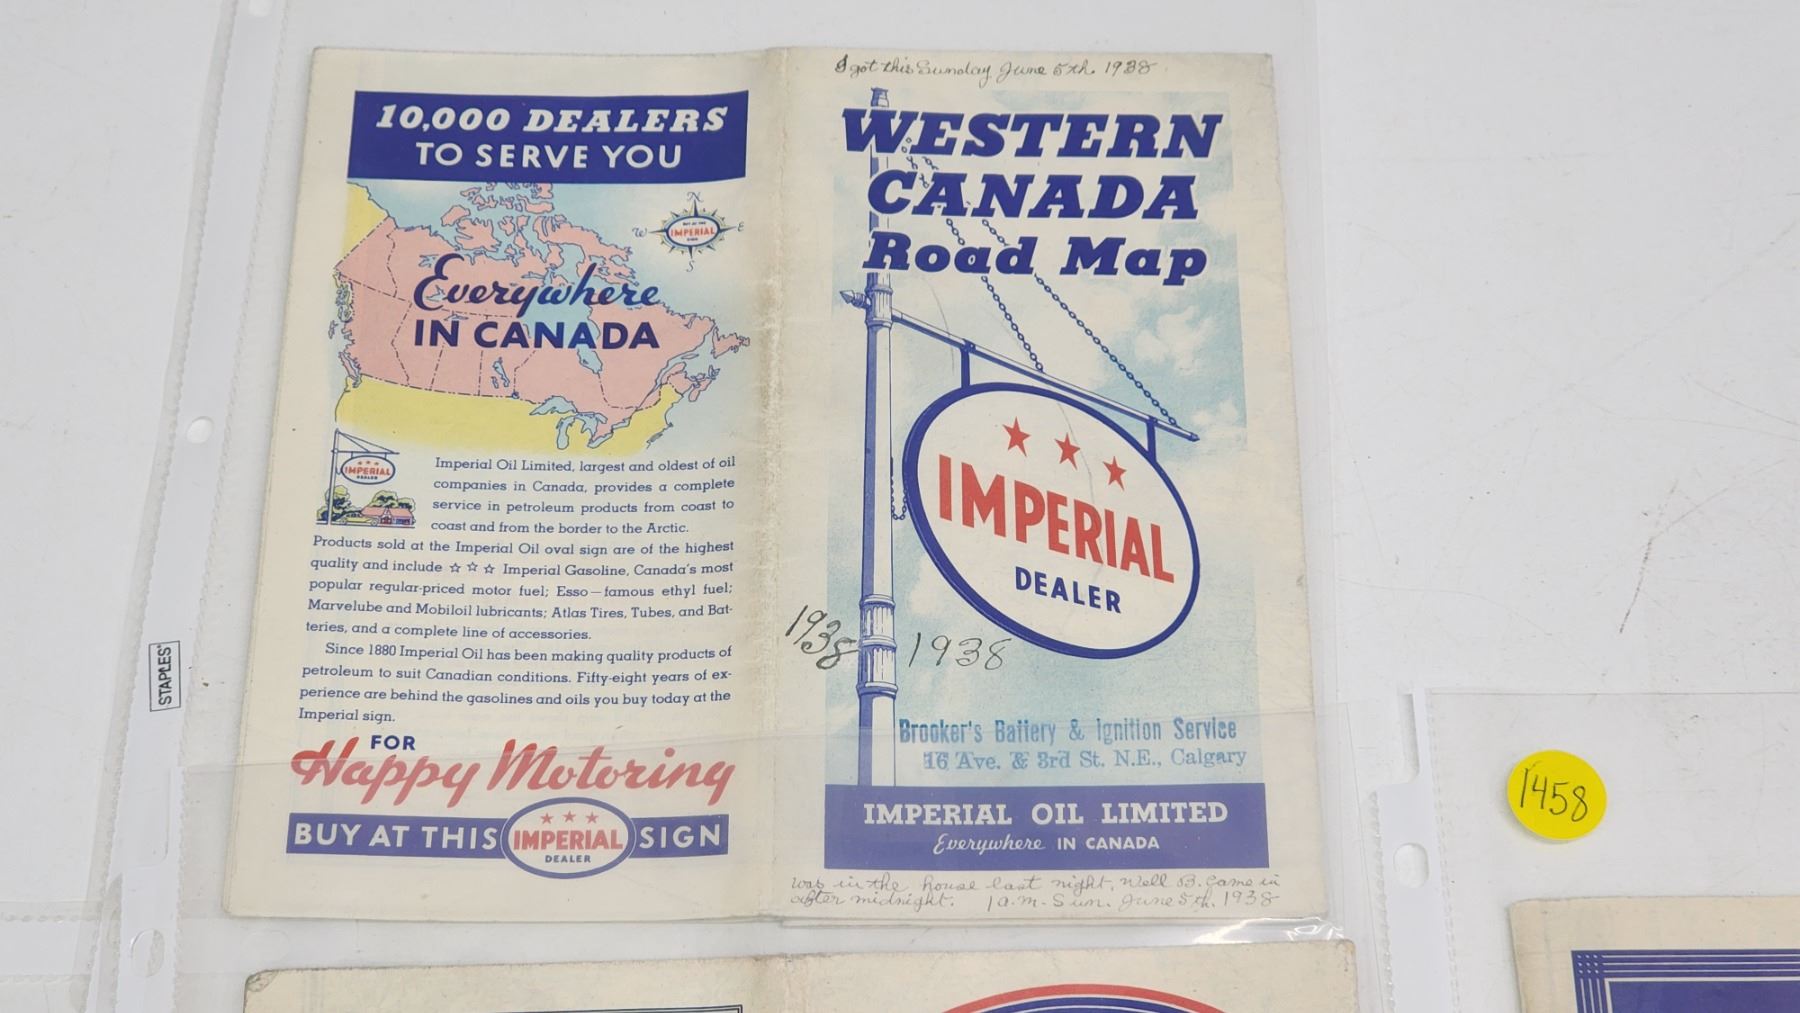 10,000 DEALERS
TO SERVE YOU
N
W
E
S
BUY AT THE
IMPERIAL
SIGN
Everywhere
IN CANADA
IMPERIAL
DEALER
Imperial Oil Limited, largest and oldest of oil
companies in Canada, provides a complete
service in petroleum products from coast to
coast and from the border to the Arctic.
Products sold at the Imperial Oil oval sign are of the highest
quality and include ☆ ☆ ☆ Imperial Gasoline, Canada's most
popular regular-priced motor fuel; Esso—famous ethyl fuel;
Marvelube and Mobiloil lubricants; Atlas Tires, Tubes, and Bat-
teries, and a complete line of accessories.
Since 1880 Imperial Oil has been making quality products of
petroleum to suit Canadian conditions. Fifty-eight years of ex-
perience are behind the gasolines and oils you buy today at the
Imperial sign.
FOR
Happy Motoring
BUY AT THIS IMPERIAL SIGN
DEALER
I got this Sunday June 5th. 1938
WESTERN
CANADA
Road Map
IMPERIAL
DEALER
1938
1938
Brooker's Battery & Ignition Service
16 Ave. & 3rd St. N.E., Calgary
IMPERIAL OIL LIMITED
Everywhere IN CANADA
was in the house last night, Well B. Came in
after midnight. 1 a.m. Sun. June 5th. 1938
STAPLES
1458